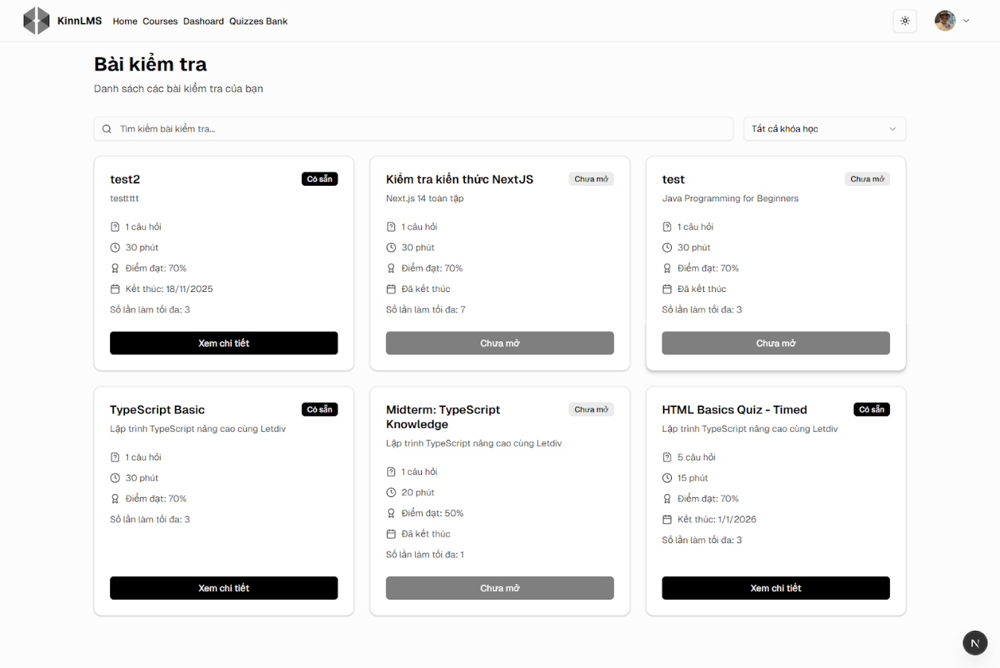 KinnLMS Home Courses Dashoard Quizzes Bank
Bài kiểm tra
Danh sách các bài kiểm tra của bạn
Tìm kiếm bài kiểm tra...
Tất cả khóa học
test2
Có sẵn
testtttt
1 câu hỏi
30 phút
Điểm đạt: 70%
Kết thúc: 18/11/2025
Số lần làm tối đa: 3
Xem chi tiết
Kiểm tra kiến thức NextJS
Chưa mở
Next.js 14 toàn tập
1 câu hỏi
30 phút
Điểm đạt: 70%
Đã kết thúc
Số lần làm tối đa: 7
Chưa mở
test
Chưa mở
Java Programming for Beginners
1 câu hỏi
30 phút
Điểm đạt: 70%
Đã kết thúc
Số lần làm tối đa: 3
Chưa mở
TypeScript Basic
Có sẵn
Lập trình TypeScript nâng cao cùng Letdiv
1 câu hỏi
30 phút
Điểm đạt: 70%
Số lần làm tối đa: 3
Xem chi tiết
Midterm: TypeScript
Knowledge
Chưa mở
Lập trình TypeScript nâng cao cùng Letdiv
1 câu hỏi
20 phút
Điểm đạt: 50%
Đã kết thúc
Số lần làm tối đa: 1
Chưa mở
HTML Basics Quiz - Timed
Có sẵn
Lập trình TypeScript nâng cao cùng Letdiv
5 câu hỏi
15 phút
Điểm đạt: 70%
Kết thúc: 1/1/2026
Số lần làm tối đa: 3
Xem chi tiết
N